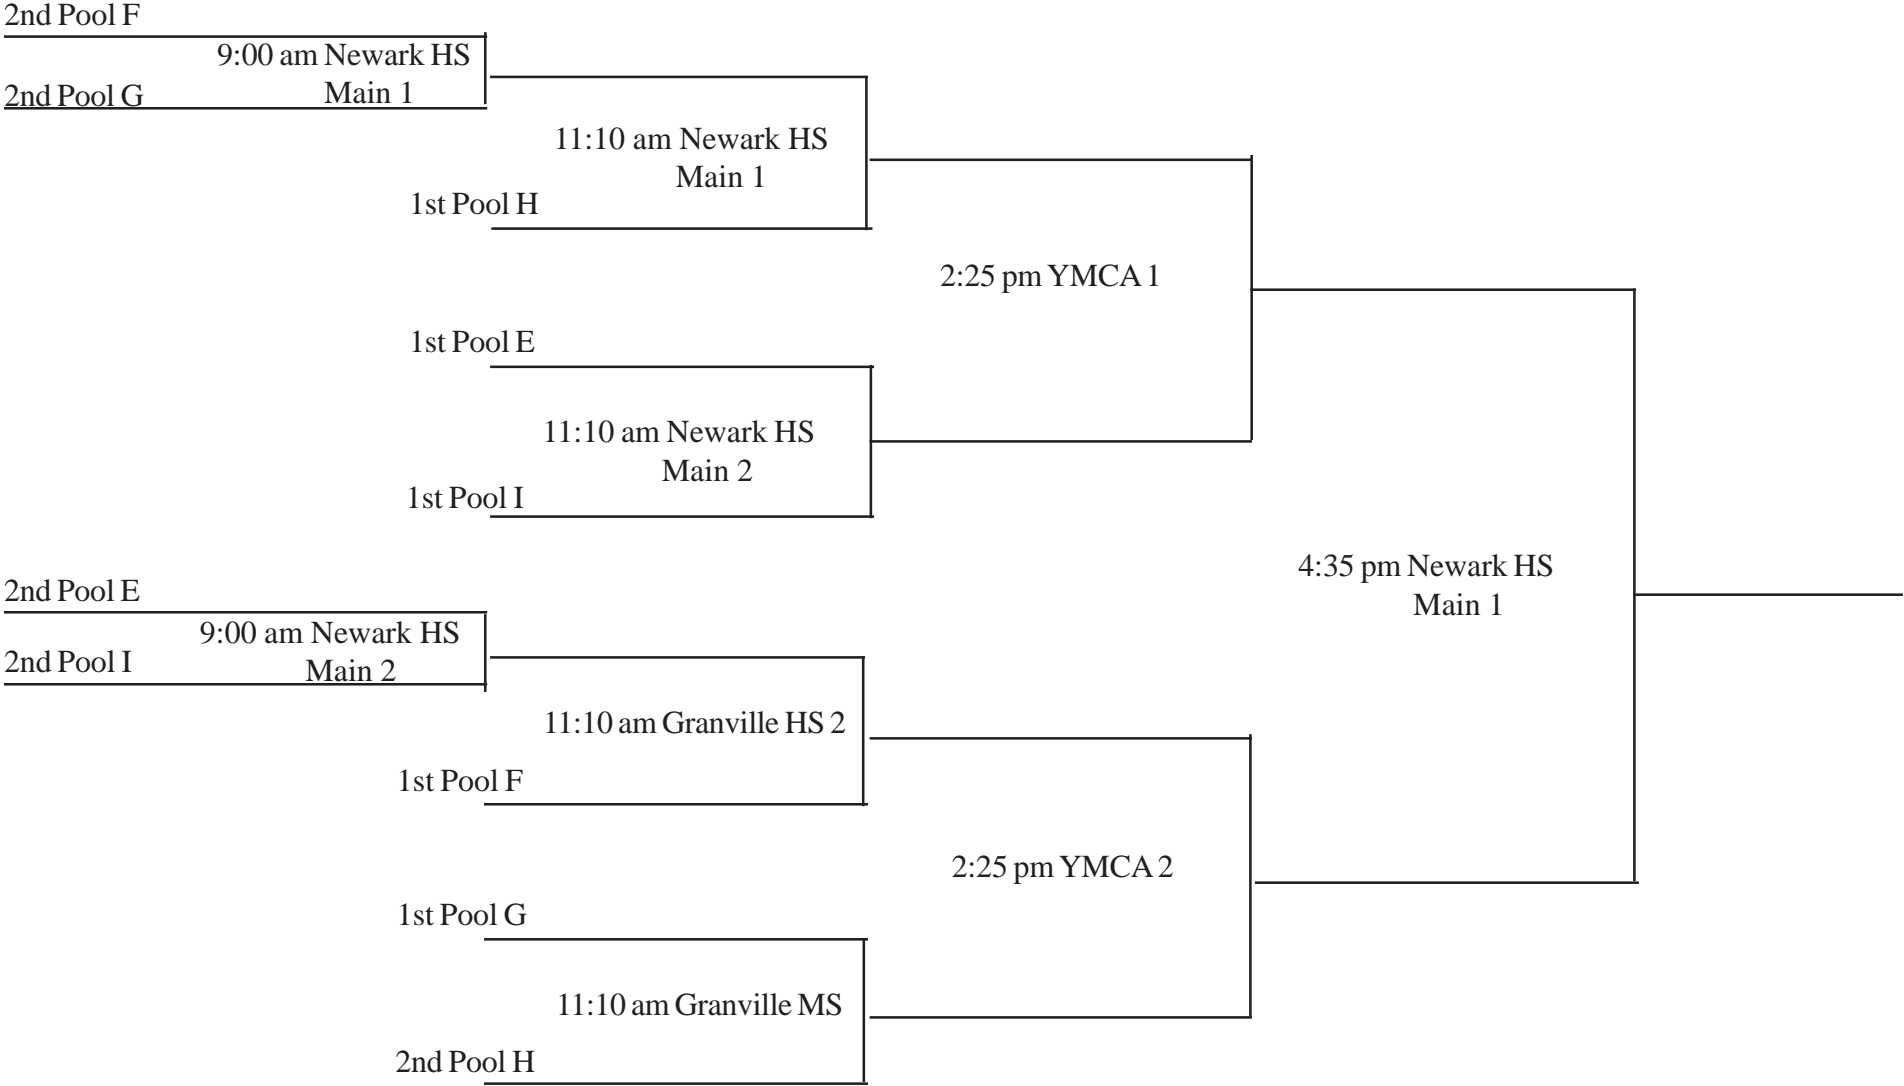 2nd Pool F
9:00 am Newark HS
Main 1
2nd Pool G
11:10 am Newark HS
Main 1
1st Pool H
2:25 pm YMCA 1
1st Pool E
11:10 am Newark HS
Main 2
1st Pool I
4:35 pm Newark HS
Main 1
2nd Pool E
9:00 am Newark HS
Main 2
2nd Pool I
11:10 am Granville HS 2
1st Pool F
2:25 pm YMCA 2
1st Pool G
11:10 am Granville MS
2nd Pool H